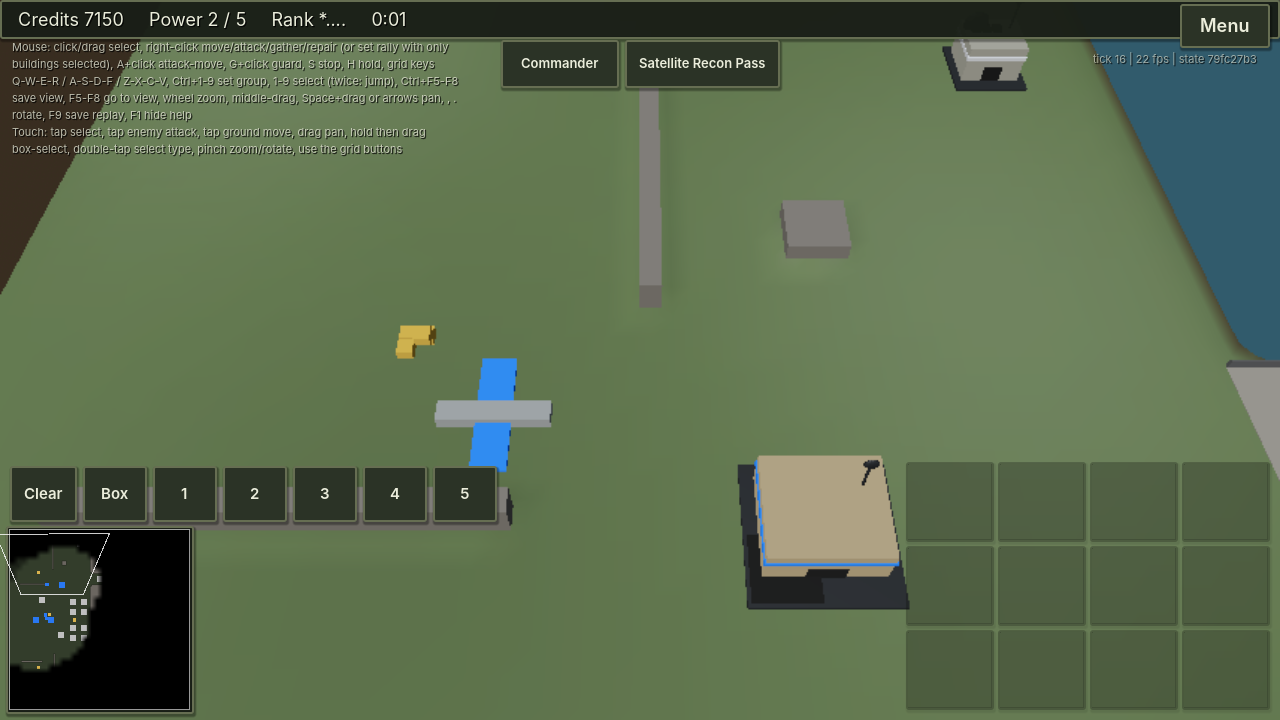 Credits 7150 Power 2 / 5 Rank *.... 0:01
Menu
Mouse: click/drag select, right-click move/attack/gather/repair (or set rally with only
buildings selected), A+click attack-move, G+click guard, S stop, H hold, grid keys
Q-W-E-R / A-S-D-F / Z-X-C-V, Ctrl+1-9 set group, 1-9 select (twice: jump), Ctrl+F5-F8
save view, F5-F8 go to view, wheel zoom, middle-drag, Space+drag or arrows pan, , .
rotate, F9 save replay, F1 hide help
Touch: tap select, tap enemy attack, tap ground move, drag pan, hold then drag
box-select, double-tap select type, pinch zoom/rotate, use the grid buttons
Commander
Satellite Recon Pass
tick 16 | 22 fps | state 79fc27b3
Clear
Box
1
2
3
4
5